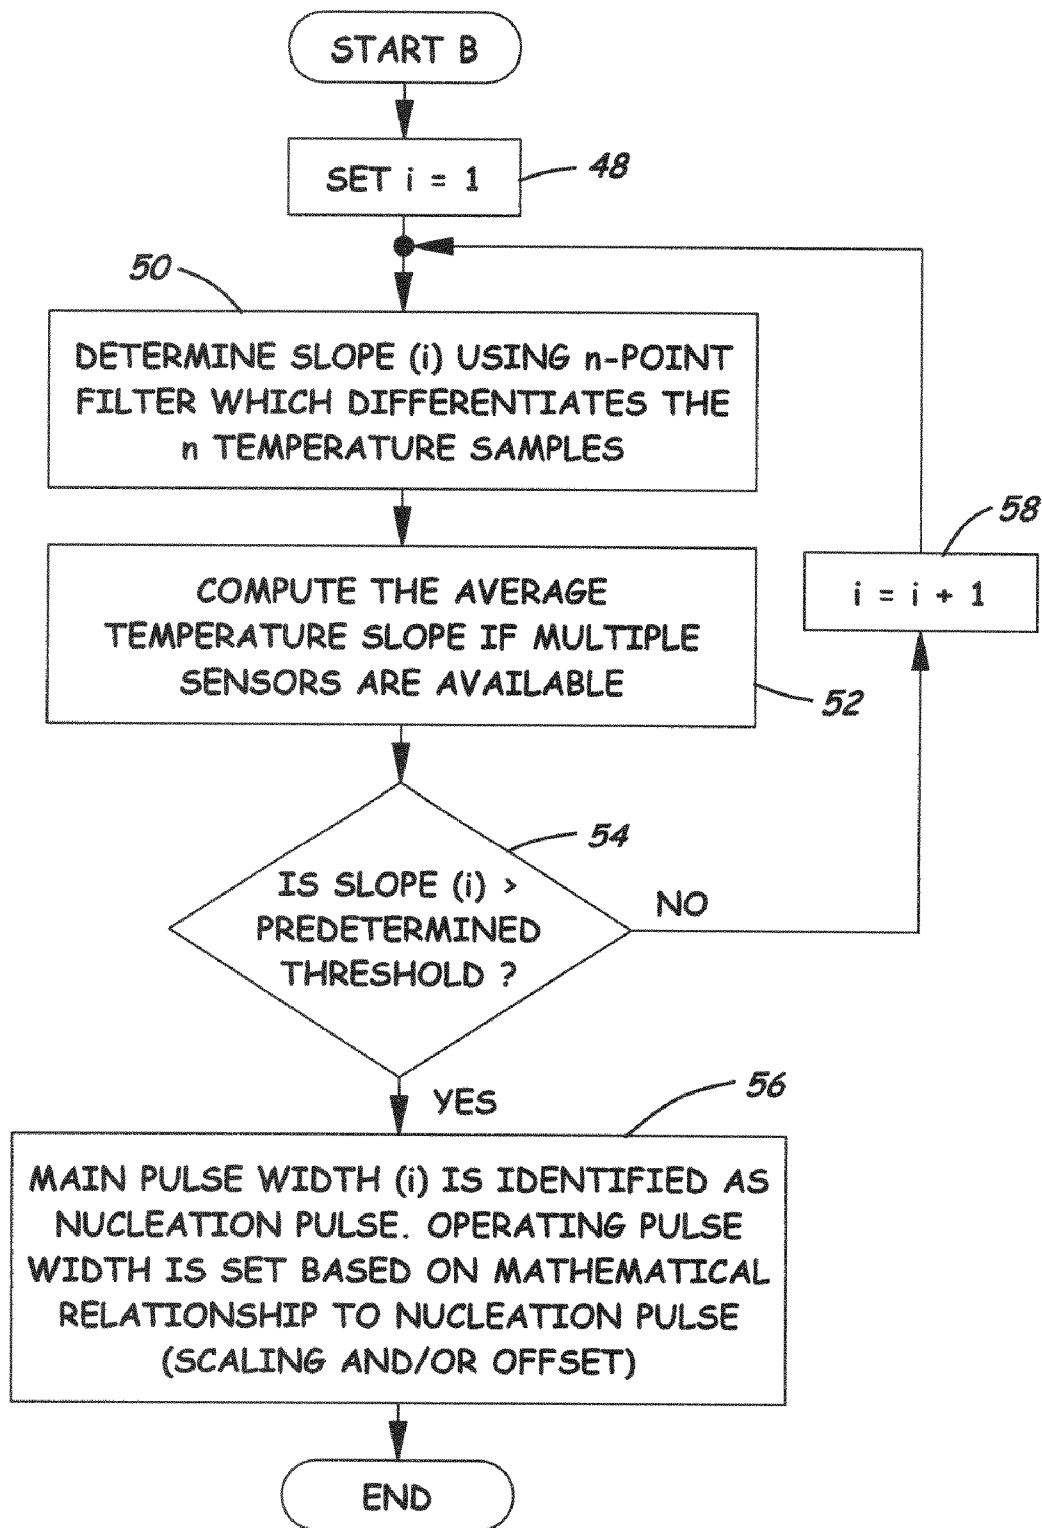 START B
SET i = 1
48
50
DETERMINE SLOPE (i) USING n-POINT
FILTER WHICH DIFFERENTIATES THE
n TEMPERATURE SAMPLES
58
i = i + 1
COMPUTE THE AVERAGE
TEMPERATURE SLOPE IF MULTIPLE
SENSORS ARE AVAILABLE
52
54
IS SLOPE (i) >
PREDETERMINED
THRESHOLD ?
NO
YES
56
MAIN PULSE WIDTH (i) IS IDENTIFIED AS
NUCLEATION PULSE. OPERATING PULSE
WIDTH IS SET BASED ON MATHEMATICAL
RELATIONSHIP TO NUCLEATION PULSE
(SCALING AND/OR OFFSET)
END